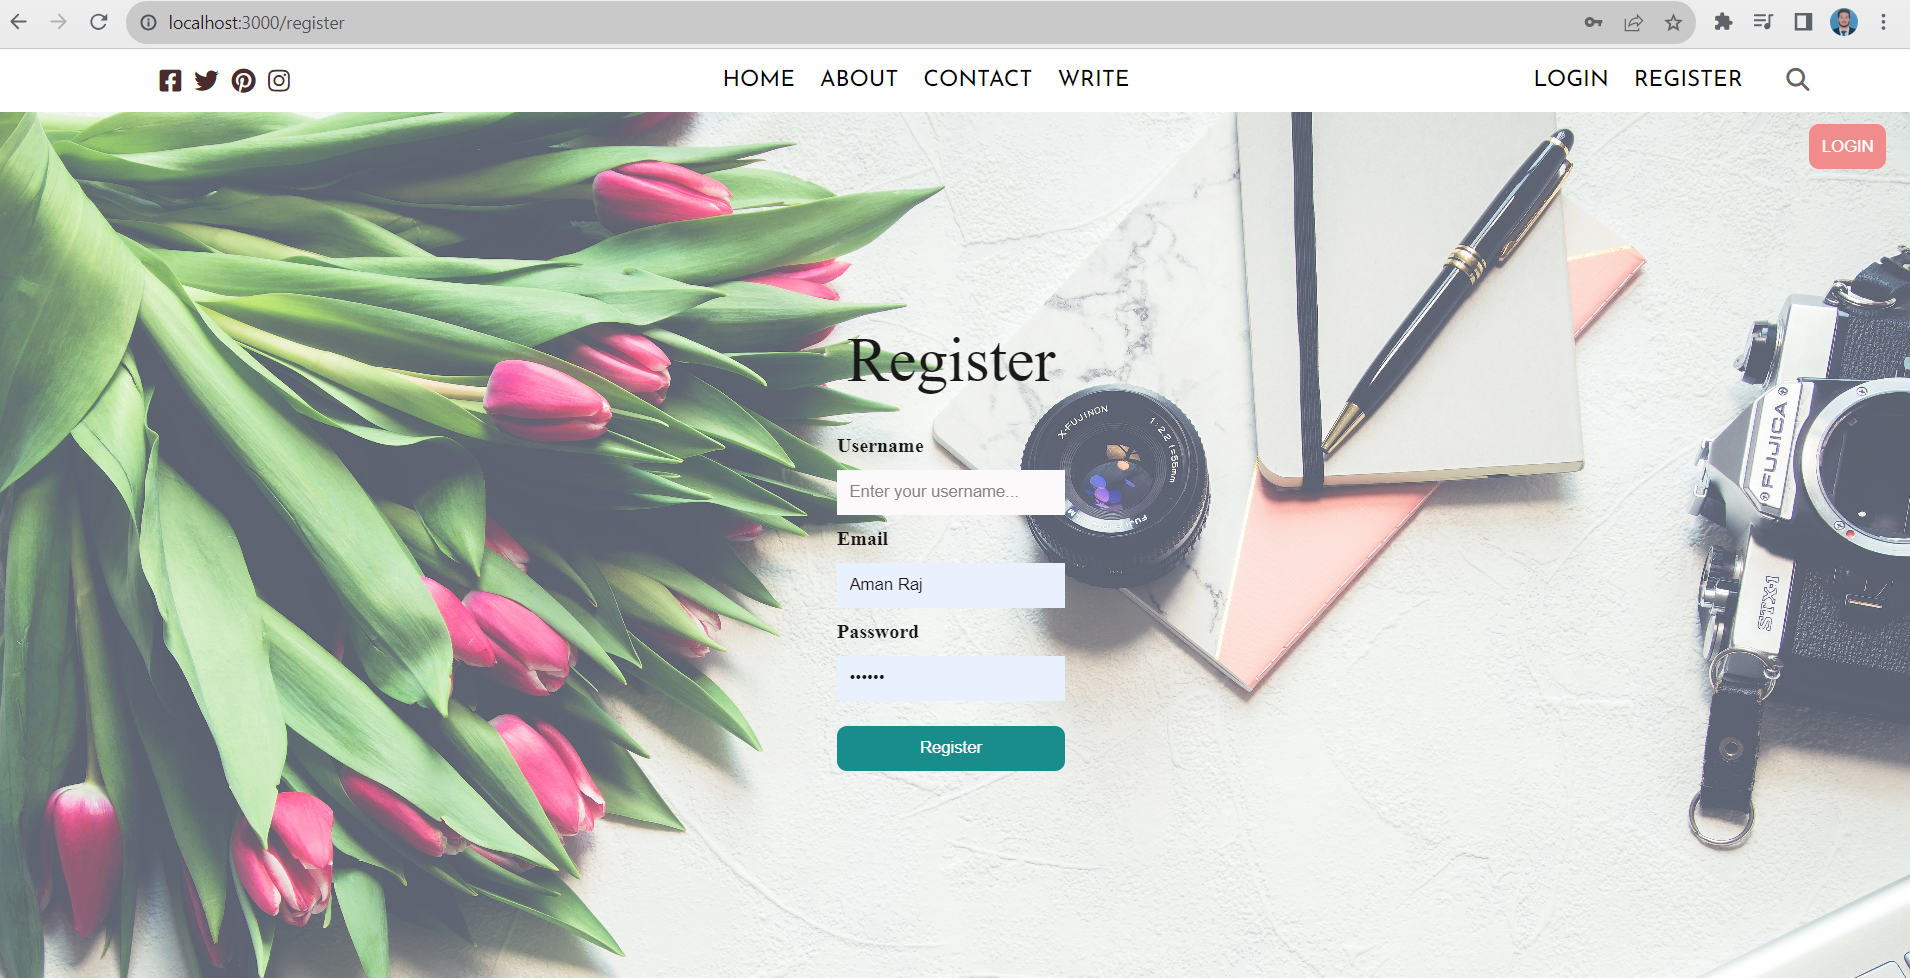 localhost:3000/register
HOME ABOUT CONTACT WRITE
LOGIN REGISTER
LOGIN
Register
Username
Enter your username...
Email
Aman Raj
Password
••••••
Register
X-FUJINON
1:2.2 f=55mm
FUJICA
STX-1